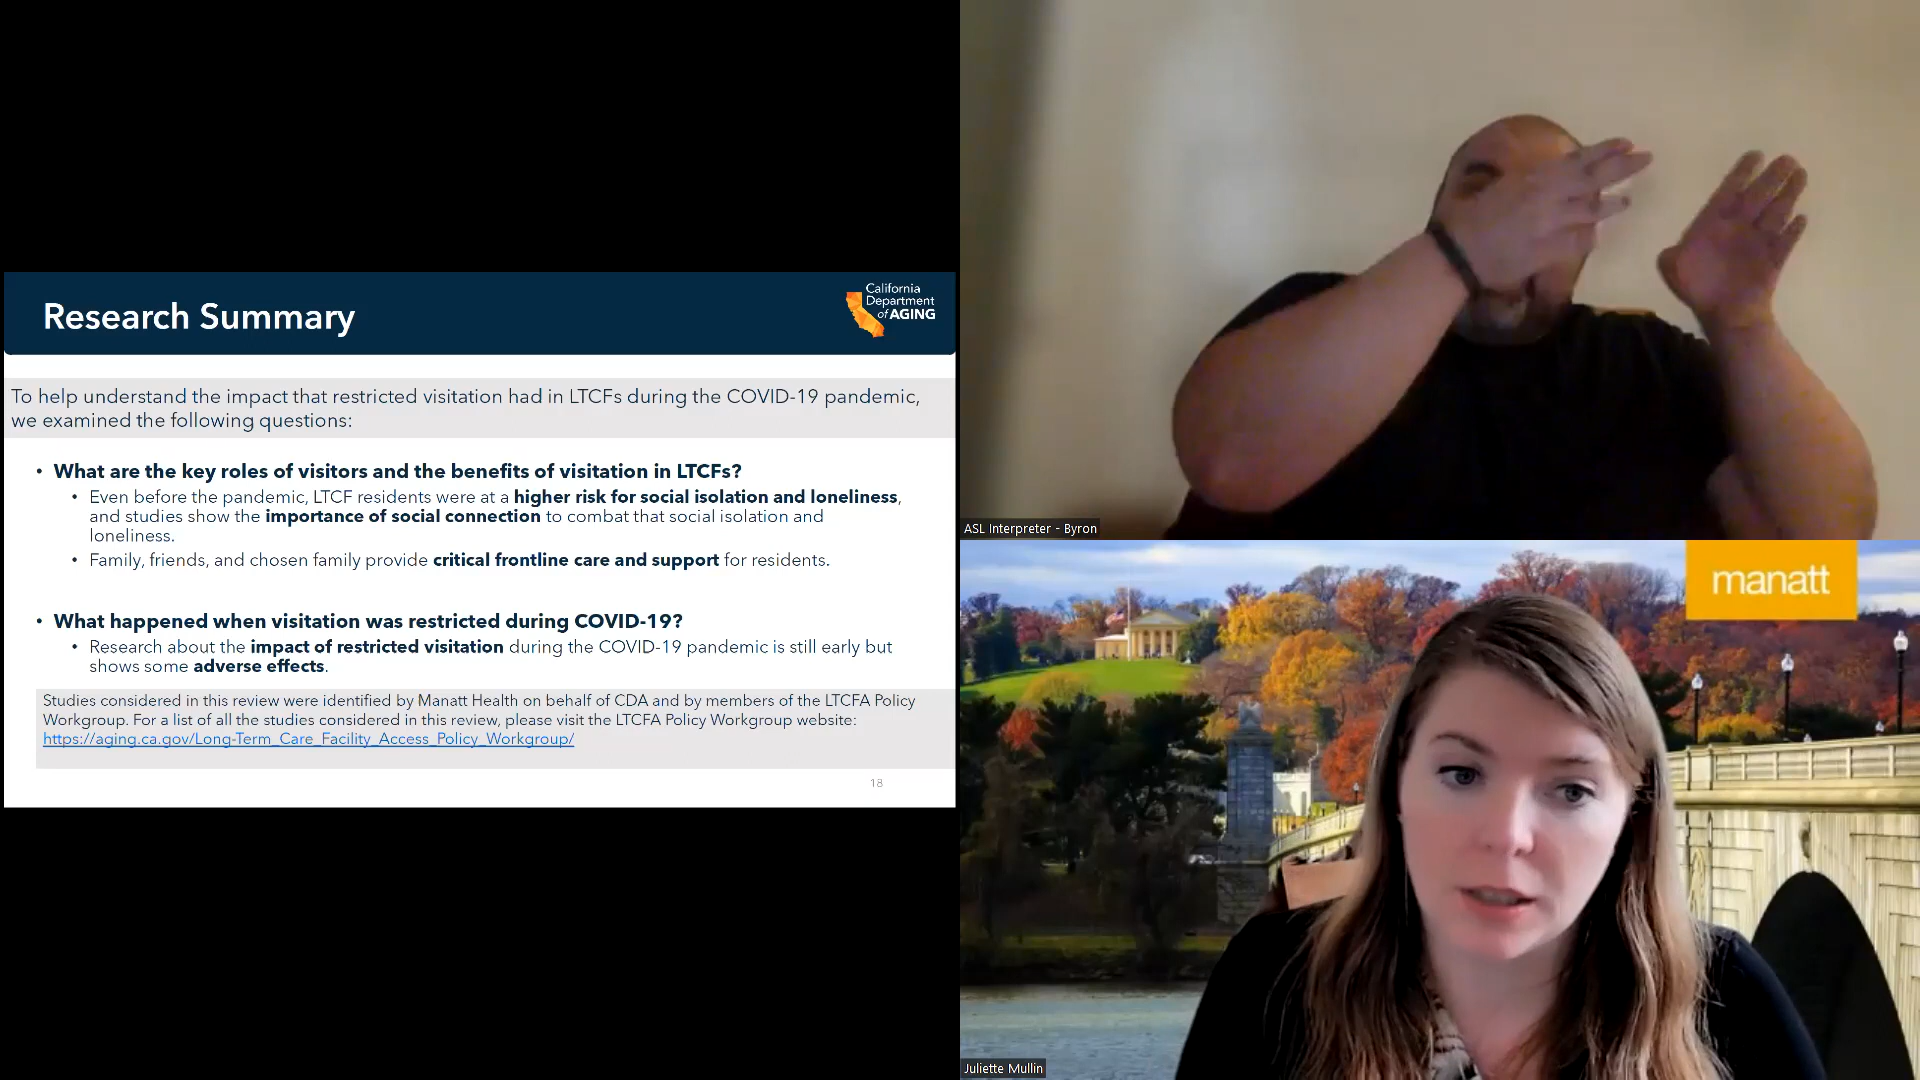 Research Summary
California
Department
of AGING
To help understand the impact that restricted visitation had in LTCFs during the COVID-19 pandemic,
we examined the following questions:
• What are the key roles of visitors and the benefits of visitation in LTCFs?
• Even before the pandemic, LTCF residents were at a higher risk for social isolation and loneliness,
and studies show the importance of social connection to combat that social isolation and
loneliness.
• Family, friends, and chosen family provide critical frontline care and support for residents.
• What happened when visitation was restricted during COVID-19?
• Research about the impact of restricted visitation during the COVID-19 pandemic is still early but
shows some adverse effects.
Studies considered in this review were identified by Manatt Health on behalf of CDA and by members of the LTCFA Policy
Workgroup. For a list of all the studies considered in this review, please visit the LTCFA Policy Workgroup website:
https://aging.ca.gov/Long-Term_Care_Facility_Access_Policy_Workgroup/
18
ASL Interpreter - Byron
manatt
Juliette Mullin